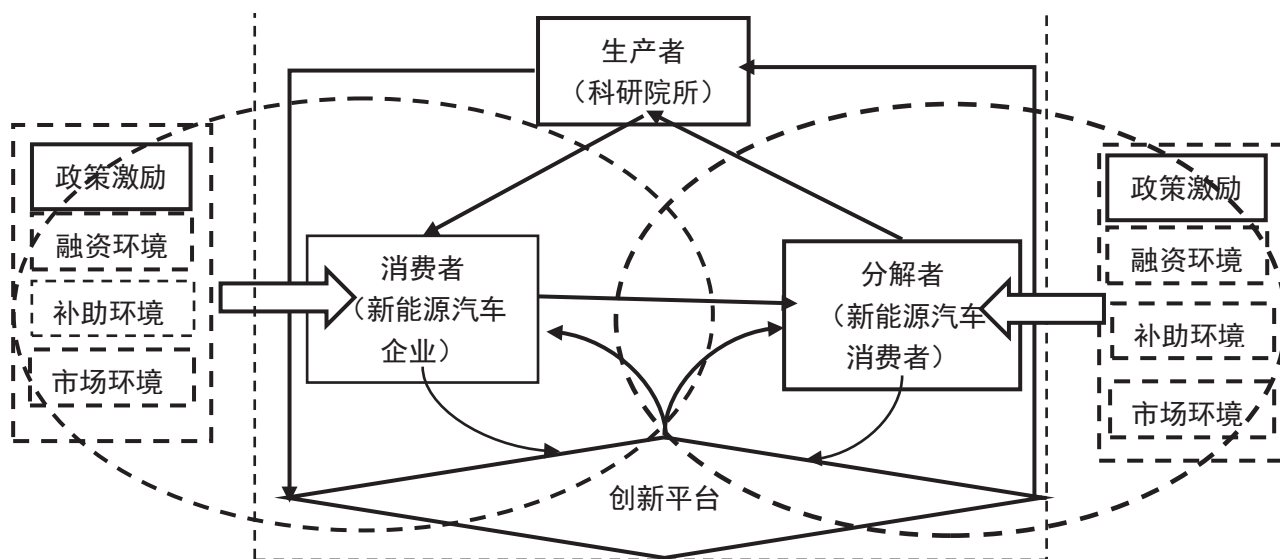 生产者
（科研院所）
政策激励
融资环境
补助环境
市场环境
消费者
（新能源汽车
企业）
分解者
（新能源汽车
消费者）
政策激励
融资环境
补助环境
市场环境
创新平台